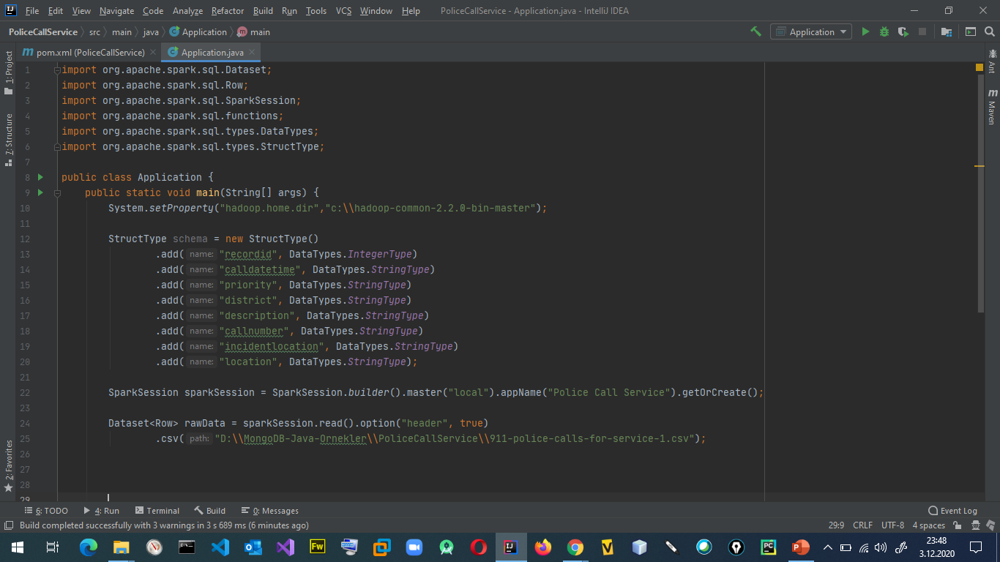 File Edit View Navigate Code Analyze Refactor Build Run Tools VCS Window Help PoliceCallService - Application.java - IntelliJ IDEA
PoliceCallService src main java Application main Application
pom.xml (PoliceCallService) Application.java
1: Project
7: Structure
2: Favorites
Ant
Maven
1 import org.apache.spark.sql.Dataset;
2 import org.apache.spark.sql.Row;
3 import org.apache.spark.sql.SparkSession;
4 import org.apache.spark.sql.functions;
5 import org.apache.spark.sql.types.DataTypes;
6 import org.apache.spark.sql.types.StructType;
7
8 public class Application {
9 public static void main(String[] args) {
10 System.setProperty("hadoop.home.dir","c:\\hadoop-common-2.2.0-bin-master");
11
12 StructType schema = new StructType()
13 .add( name: "recordid", DataTypes.IntegerType)
14 .add( name: "calldatetime", DataTypes.StringType)
15 .add( name: "priority", DataTypes.StringType)
16 .add( name: "district", DataTypes.StringType)
17 .add( name: "description", DataTypes.StringType)
18 .add( name: "callnumber", DataTypes.StringType)
19 .add( name: "incidentlocation", DataTypes.StringType)
20 .add( name: "location", DataTypes.StringType);
21
22 SparkSession sparkSession = SparkSession.builder().master("local").appName("Police Call Service").getOrCreate();
23
24 Dataset<Row> rawData = sparkSession.read().option("header", true)
25 .csv( path: "D:\\MongoDB-Java-Ornekler\\PoliceCallService\\911-police-calls-for-service-1.csv");
26
27
28
29
6: TODO 4: Run Terminal Build 0: Messages Event Log
Build completed successfully with 3 warnings in 3 s 689 ms (6 minutes ago) 29:9 CRLF UTF-8 4 spaces
23:48
3.12.2020